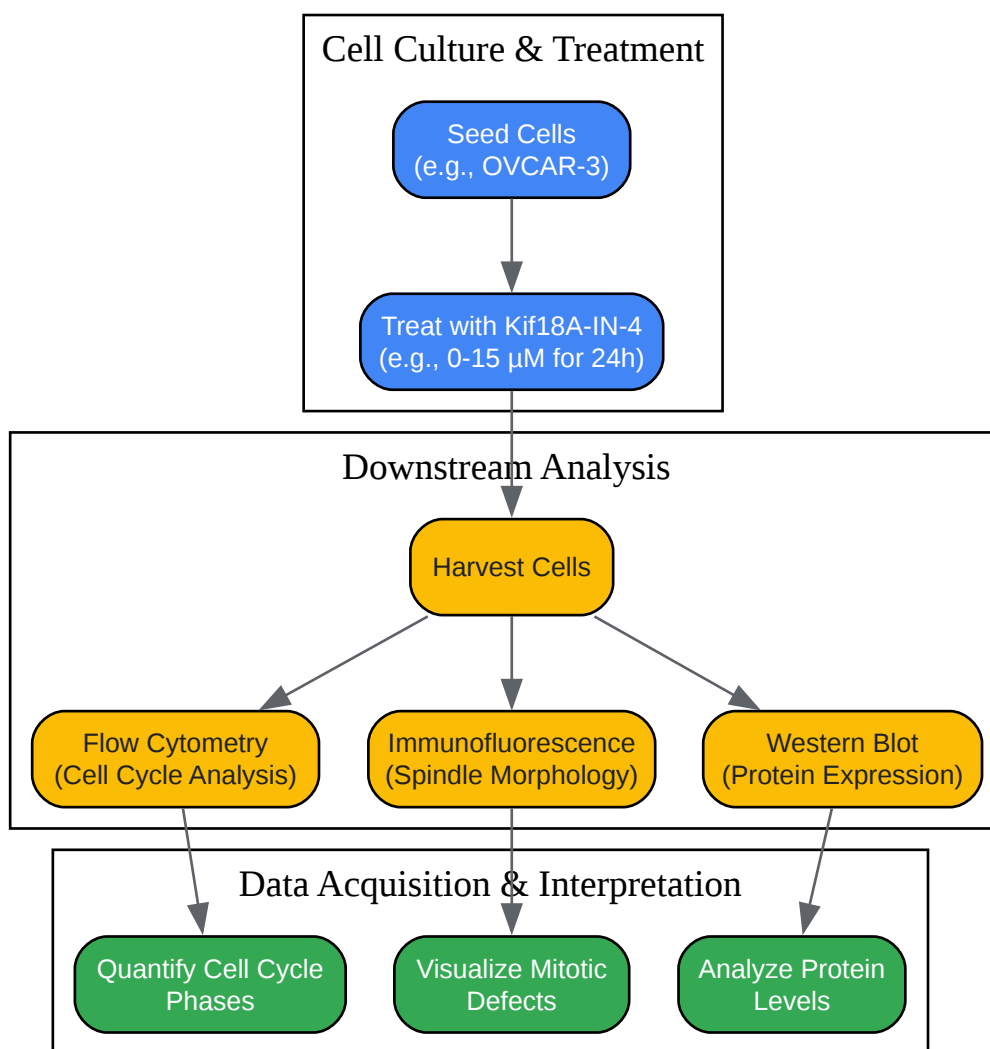 Cell Culture & Treatment
Seed Cells
(e.g., OVCAR-3)
Treat with Kif18A-IN-4
(e.g., 0-15 µM for 24h)
Downstream Analysis
Harvest Cells
Flow Cytometry
(Cell Cycle Analysis)
Immunofluorescence
(Spindle Morphology)
Western Blot
(Protein Expression)
Data Acquisition & Interpretation
Quantify Cell Cycle
Phases
Visualize Mitotic
Defects
Analyze Protein
Levels